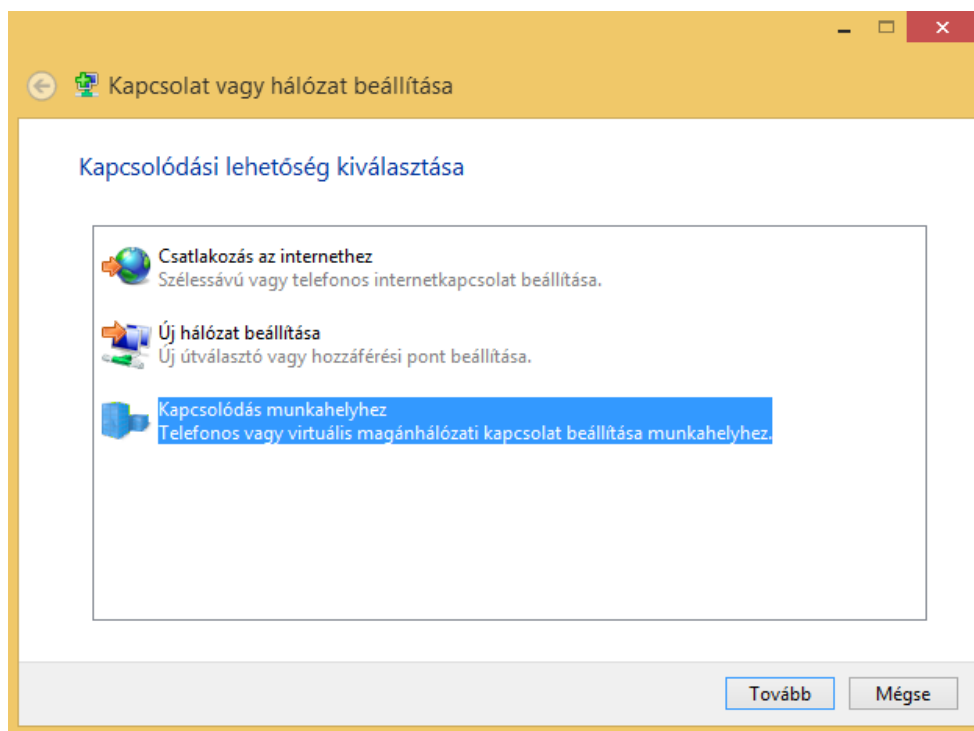 Kapcsolat vagy hálózat beállítása
Kapcsolódási lehetőség kiválasztása
Csatlakozás az internethez
Szélessávú vagy telefonos internetkapcsolat beállítása.
Új hálózat beállítása
Új útválasztó vagy hozzáférési pont beállítása.
Kapcsolódás munkahelyhez
Telefonos vagy virtuális magánhálózati kapcsolat beállítása munkahelyhez.
Tovább Mégse